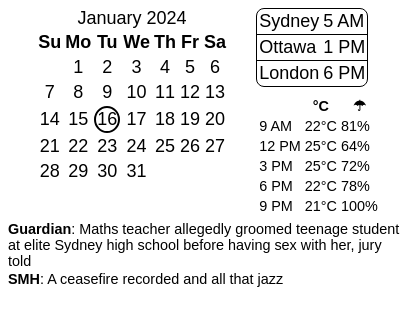 January 2024
Su Mo Tu We Th Fr Sa
1 2 3 4 5 6
7 8 9 10 11 12 13
14 15 16 17 18 19 20
21 22 23 24 25 26 27
28 29 30 31
Sydney 5 AM
Ottawa 1 PM
London 6 PM
°C ☂
9 AM 22°C 81%
12 PM 25°C 64%
3 PM 25°C 72%
6 PM 22°C 78%
9 PM 21°C 100%
Guardian: Maths teacher allegedly groomed teenage student
at elite Sydney high school before having sex with her, jury
told
SMH: A ceasefire recorded and all that jazz